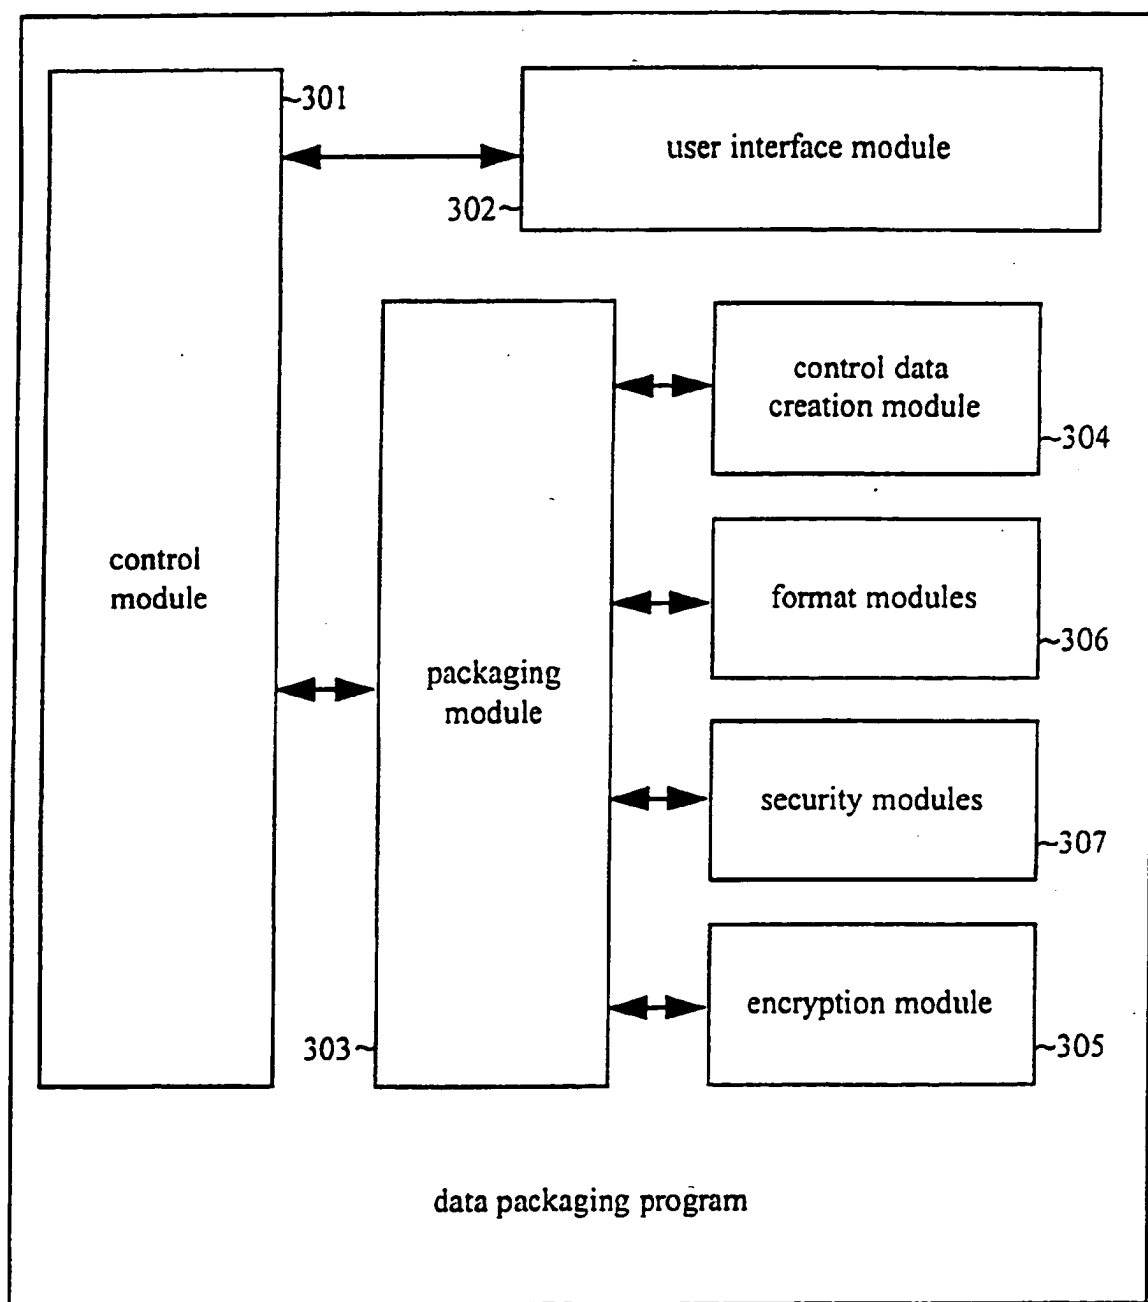 301
user interface module
302
control data
creation module
304
control
module
format modules
306
packaging
module
security modules
307
encryption module
303
305
data packaging program